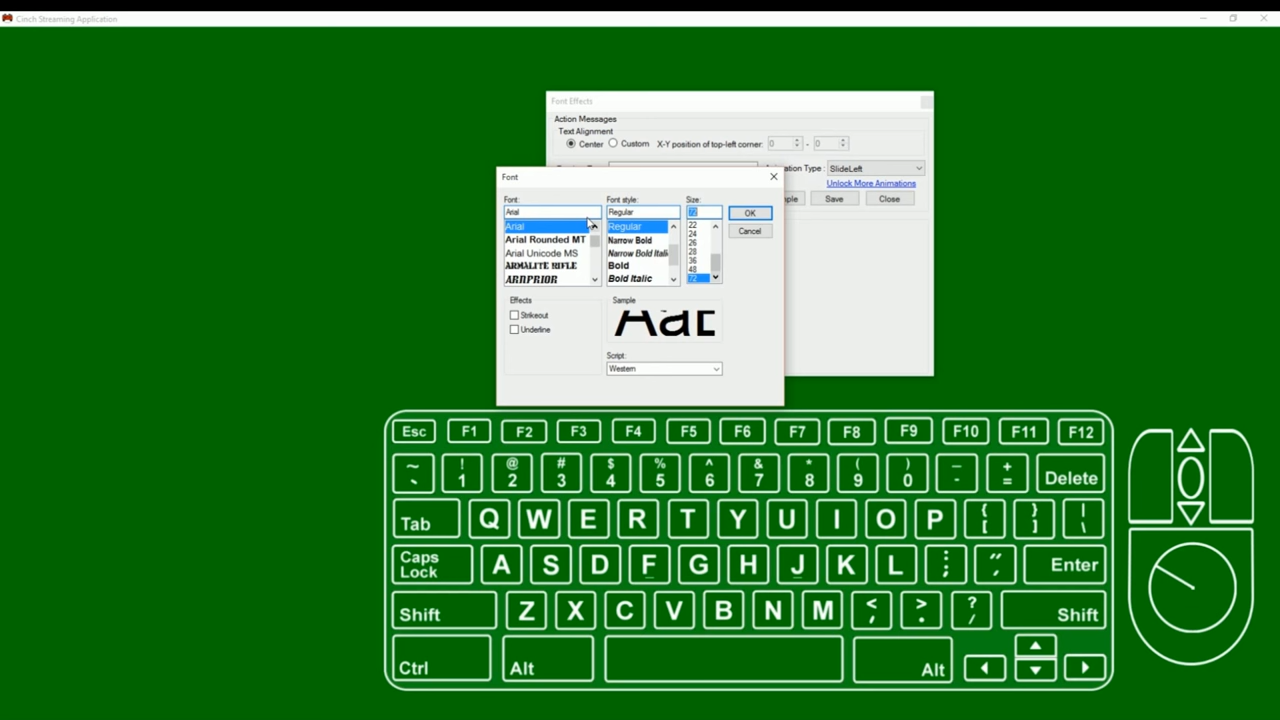 Cinch Streaming Application
Font Effects
Action Messages
Text Alignment
Center Custom X-Y position of top-left corner: 0 - 0
Type : SlideLeft
Unlock More Animations
Save Close
Font
Font: Font style: Size:
Arial Regular 72 OK
Arial Regular 22
Arial Rounded MT Narrow Bold 24
Arial Unicode MS 26
ARMALITE RIFLE Bold 28
ARNPRIOR Bold Italic 36
48
72
Cancel
Effects
Strikeout
Underline
Sample
Script:
Western
Esc F1 F2 F3 F4 F5 F6 F7 F8 F9 F10 F11 F12
~ ! @ # $ % ^ & * ( ) _ +
` 1 2 3 4 5 6 7 8 9 0 - = Delete
Tab Q W E R T Y U I O P { } |
[ ] \
Caps Lock A S D F G H J K L : ” Enter
; ,
Shift Z X C V B N M < > ? Shift
, . /
Ctrl Alt Alt